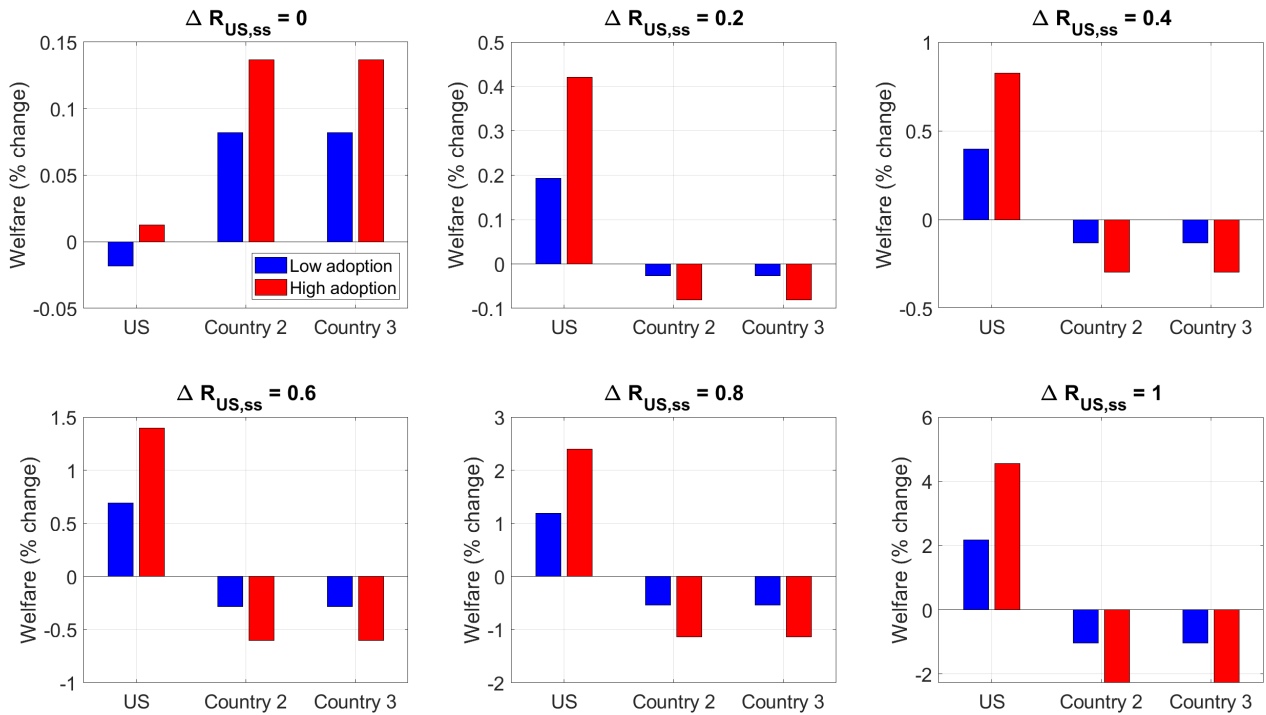 Δ R_US,ss = 0
Welfare (% change)
0.15
0.1
0.05
0
-0.05
US
Country 2
Country 3
Low adoption
High adoption
Δ R_US,ss = 0.2
Welfare (% change)
0.5
0.4
0.3
0.2
0.1
0
-0.1
US
Country 2
Country 3
Δ R_US,ss = 0.4
Welfare (% change)
1
0.5
0
-0.5
US
Country 2
Country 3
Δ R_US,ss = 0.6
Welfare (% change)
1.5
1
0.5
0
-0.5
-1
US
Country 2
Country 3
Δ R_US,ss = 0.8
Welfare (% change)
3
2
1
0
-1
-2
US
Country 2
Country 3
Δ R_US,ss = 1
Welfare (% change)
6
4
2
0
-2
US
Country 2
Country 3